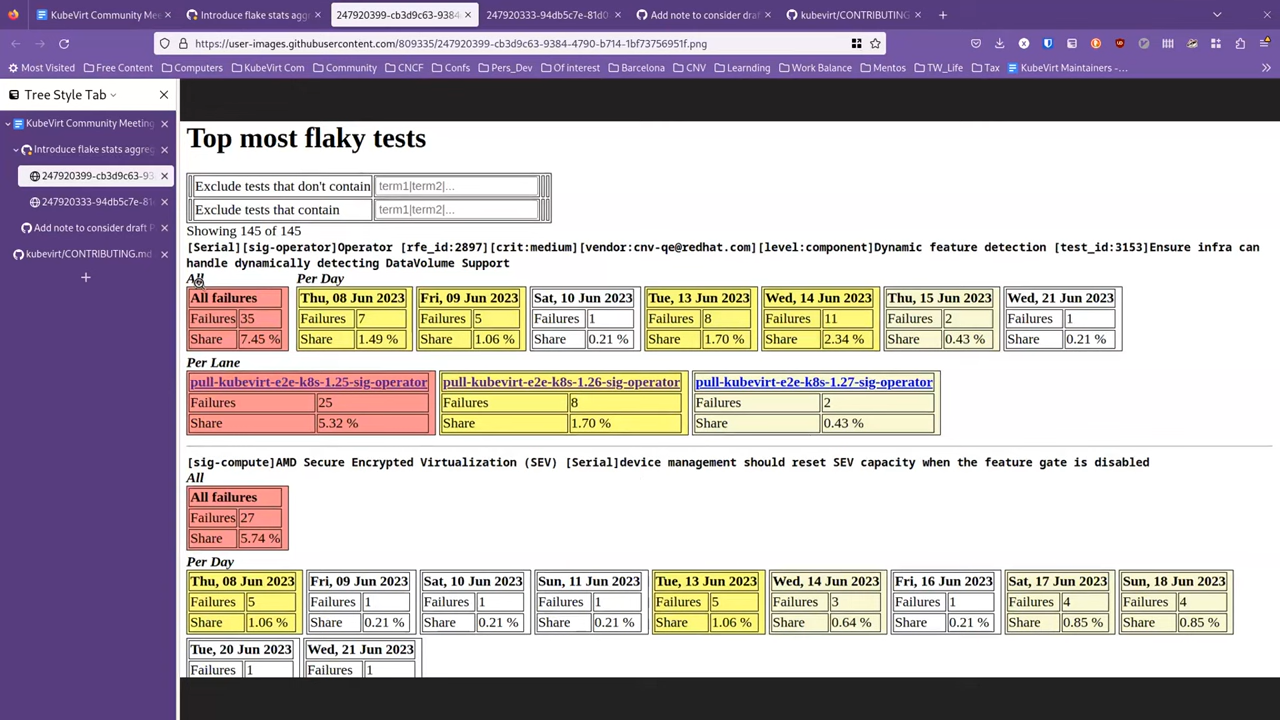 KubeVirt Community Mee
Introduce flake stats agg
247920399-cb3d9c63-9384
247920333-94db5c7e-81d0
Add note to consider draf
kubevirt/CONTRIBUTING
https://user-images.githubusercontent.com/809335/247920399-cb3d9c63-9384-4790-b714-1bf73756951f.png
Most Visited Free Content Computers KubeVirt Com Community CNCF Confs Pers_Dev Of interest Barcelona CNV Learnding Work Balance Mentos TW_Life Tax KubeVirt Maintainers -...
Tree Style Tab
KubeVirt Community Meeting
Introduce flake stats aggre
247920399-cb3d9c63-93
247920333-94db5c7e-81
Add note to consider draft P
kubevirt/CONTRIBUTING.md
Top most flaky tests
Exclude tests that don't contain term1|term2|...
Exclude tests that contain term1|term2|...
Showing 145 of 145
[Serial][sig-operator]Operator [rfe_id:2897][crit:medium][vendor:cnv-qe@redhat.com][level:component]Dynamic feature detection [test_id:3153]Ensure infra can
handle dynamically detecting DataVolume Support
All Per Day
All failures Thu, 08 Jun 2023 Fri, 09 Jun 2023 Sat, 10 Jun 2023 Tue, 13 Jun 2023 Wed, 14 Jun 2023 Thu, 15 Jun 2023 Wed, 21 Jun 2023
Failures 35 Failures 7 Failures 5 Failures 1 Failures 8 Failures 11 Failures 2 Failures 1
Share 7.45 % Share 1.49 % Share 1.06 % Share 0.21 % Share 1.70 % Share 2.34 % Share 0.43 % Share 0.21 %
Per Lane
pull-kubevirt-e2e-k8s-1.25-sig-operator pull-kubevirt-e2e-k8s-1.26-sig-operator pull-kubevirt-e2e-k8s-1.27-sig-operator
Failures 25 Failures 8 Failures 2
Share 5.32 % Share 1.70 % Share 0.43 %
[sig-compute]AMD Secure Encrypted Virtualization (SEV) [Serial]device management should reset SEV capacity when the feature gate is disabled
All
All failures
Failures 27
Share 5.74 %
Per Day
Thu, 08 Jun 2023 Fri, 09 Jun 2023 Sat, 10 Jun 2023 Sun, 11 Jun 2023 Tue, 13 Jun 2023 Wed, 14 Jun 2023 Fri, 16 Jun 2023 Sat, 17 Jun 2023 Sun, 18 Jun 2023
Failures 5 Failures 1 Failures 1 Failures 1 Failures 5 Failures 3 Failures 1 Failures 4 Failures 4
Share 1.06 % Share 0.21 % Share 0.21 % Share 0.21 % Share 1.06 % Share 0.64 % Share 0.21 % Share 0.85 % Share 0.85 %
Tue, 20 Jun 2023 Wed, 21 Jun 2023
Failures 1 Failures 1